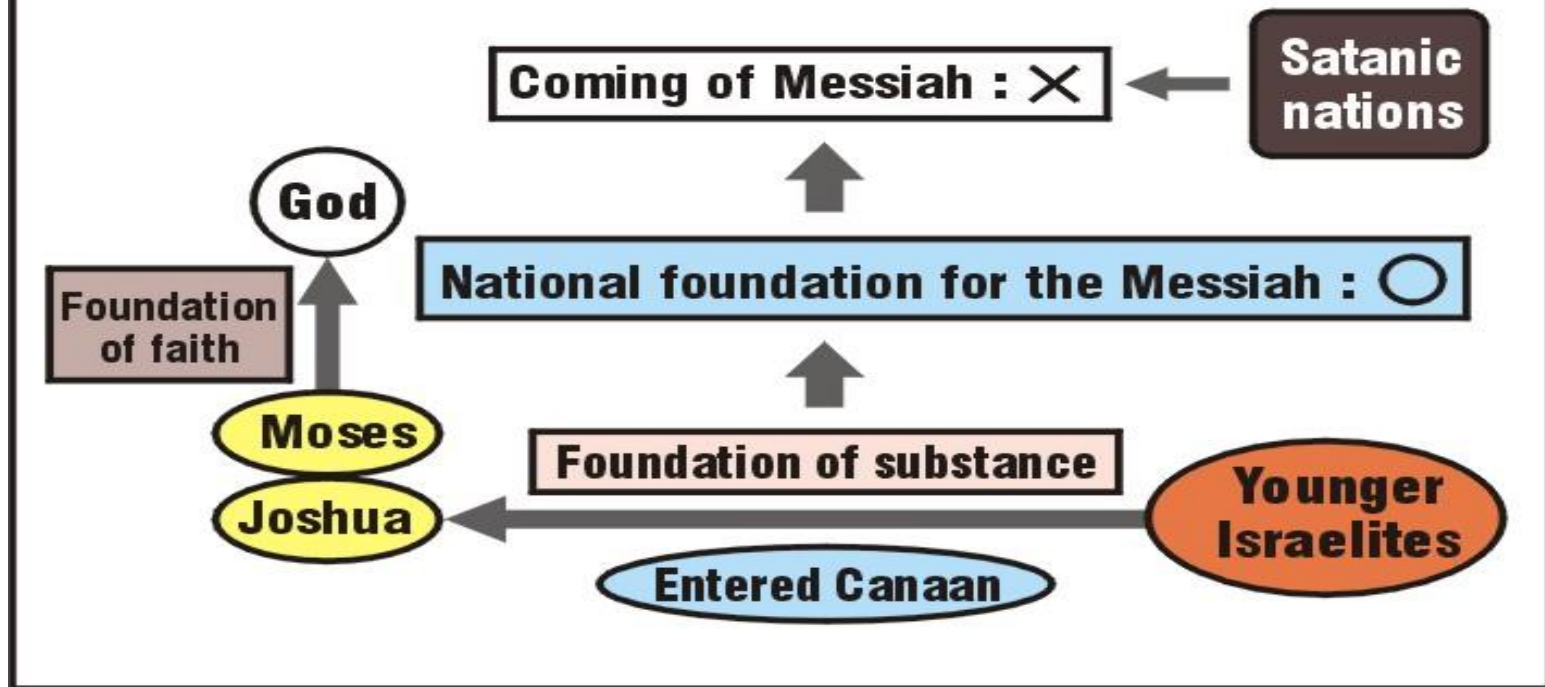 Coming of Messiah : ×
Satanic
nations
God
National foundation for the Messiah : ○
Foundation
of faith
Moses
Foundation of substance
Younger
Israelites
Joshua
Entered Canaan